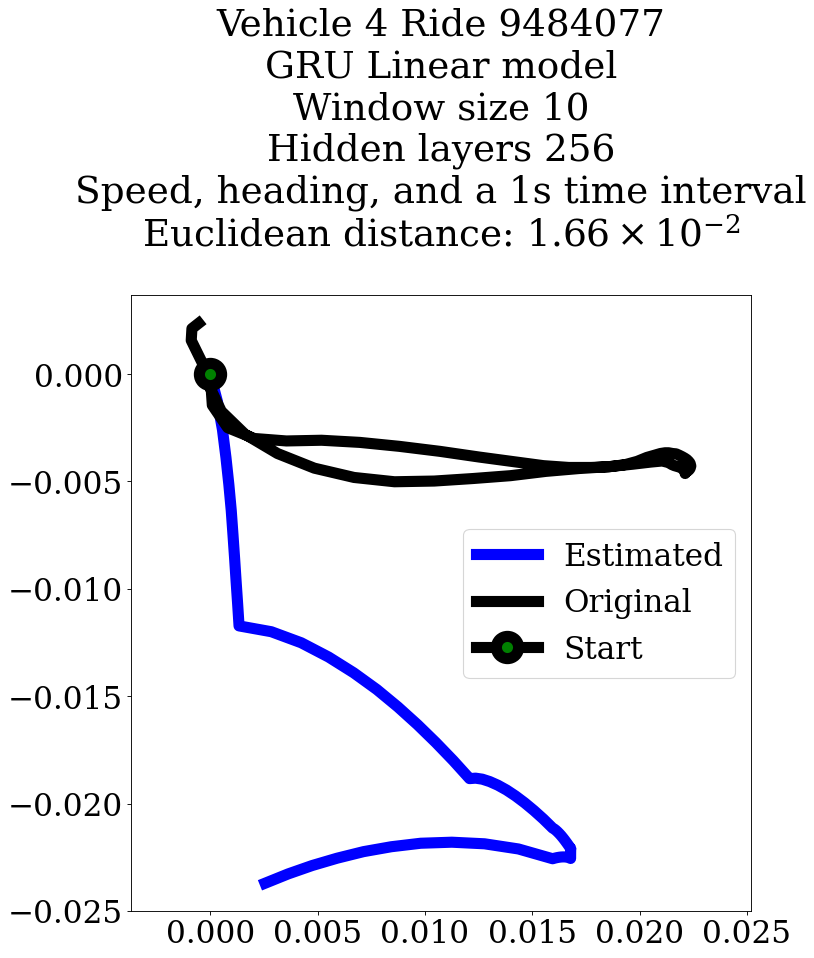 Vehicle 4 Ride 9484077
GRU Linear model
Window size 10
Hidden layers 256
Speed, heading, and a 1s time interval
Euclidean distance: 1.66 × 10⁻²
0.000
−0.005
−0.010
−0.015
−0.020
−0.025
Estimated
Original
Start
0.000 0.005 0.010 0.015 0.020 0.025